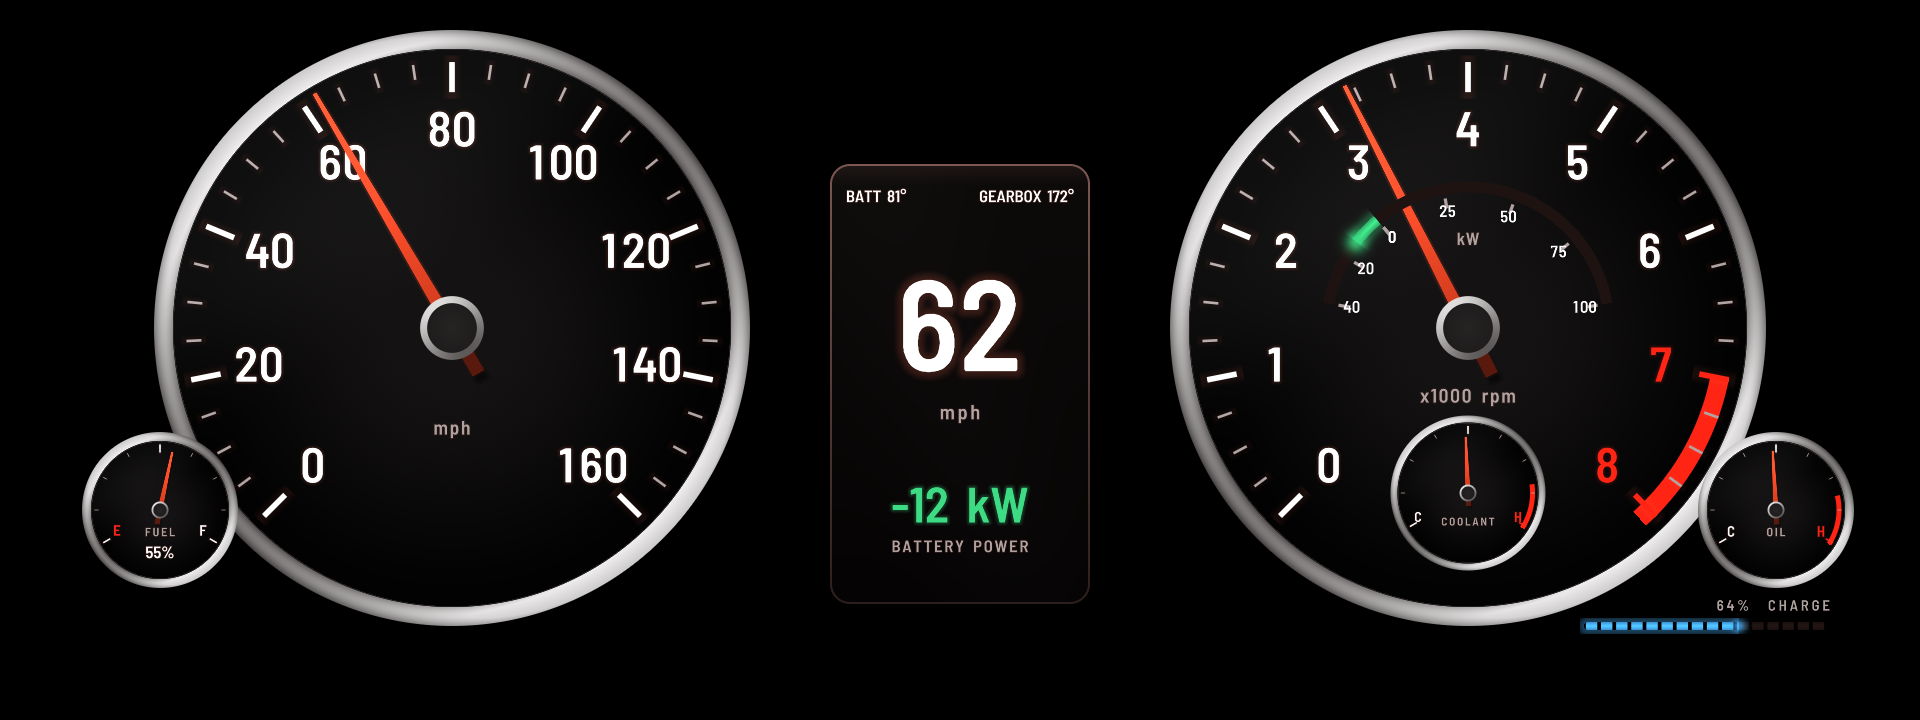 80
60
100
40
120
20
140
mph
0
160
E
FUEL
F
55%
BATT 81°
GEARBOX 172°
62
mph
-12 kW
BATTERY POWER
4
3
5
25
50
2
0
kW
75
6
20
40
100
1
7
x1000 rpm
0
8
C
COOLANT
H
C
OIL
H
64% CHARGE